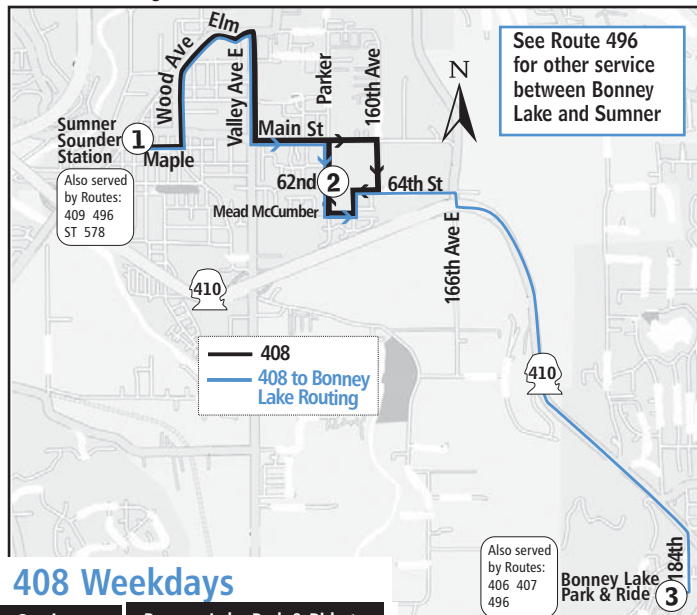 Elm
Wood Ave
Valley Ave E
Parker
160th Ave
N
See Route 496
for other service
between Bonney
Lake and Sumner
Sumner
Sounder
Station
1
Maple
Main St
Also served
by Routes:
409 496
ST 578
62nd
2
64th St
Mead McCumber
166th Ave E
410
408
408 to Bonney
Lake Routing
410
Also served
by Routes:
406 407
496
Bonney Lake
Park & Ride
3
184th
408 Weekdays